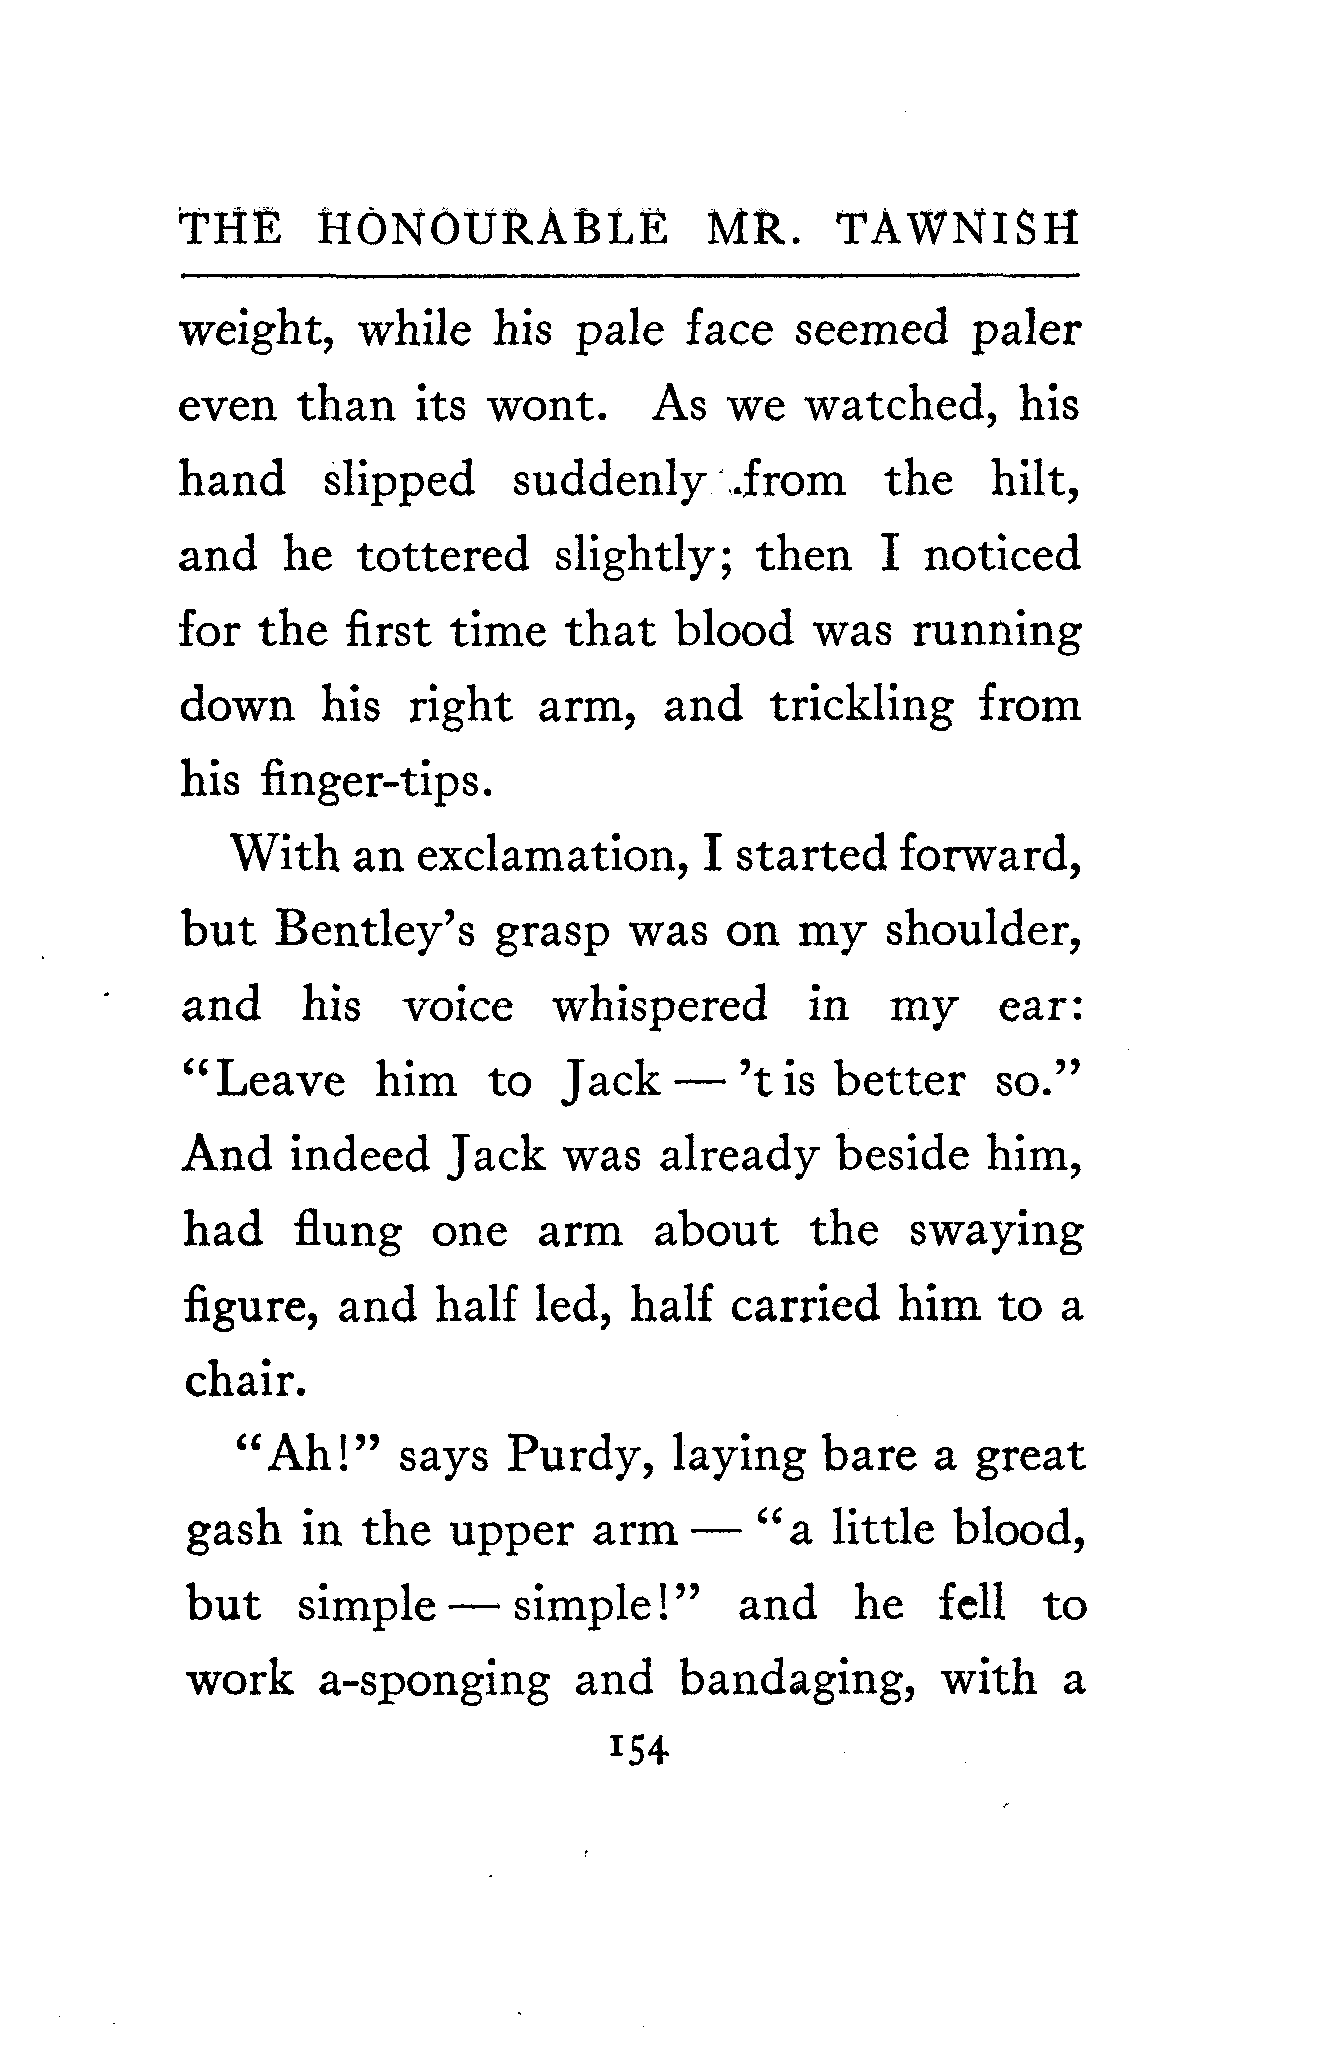 THE HONOURABLE MR. TAWNISH
weight, while his pale face seemed paler
even than its wont. As we watched, his
hand slipped suddenly from the hilt,
and he tottered slightly; then I noticed
for the first time that blood was running
down his right arm, and trickling from
his finger-tips.
With an exclamation, I started forward,
but Bentley's grasp was on my shoulder,
and his voice whispered in my ear:
“Leave him to Jack — 't is better so.”
And indeed Jack was already beside him,
had flung one arm about the swaying
figure, and half led, half carried him to a
chair.
“Ah!” says Purdy, laying bare a great
gash in the upper arm — “a little blood,
but simple — simple!” and he fell to
work a-sponging and bandaging, with a
154